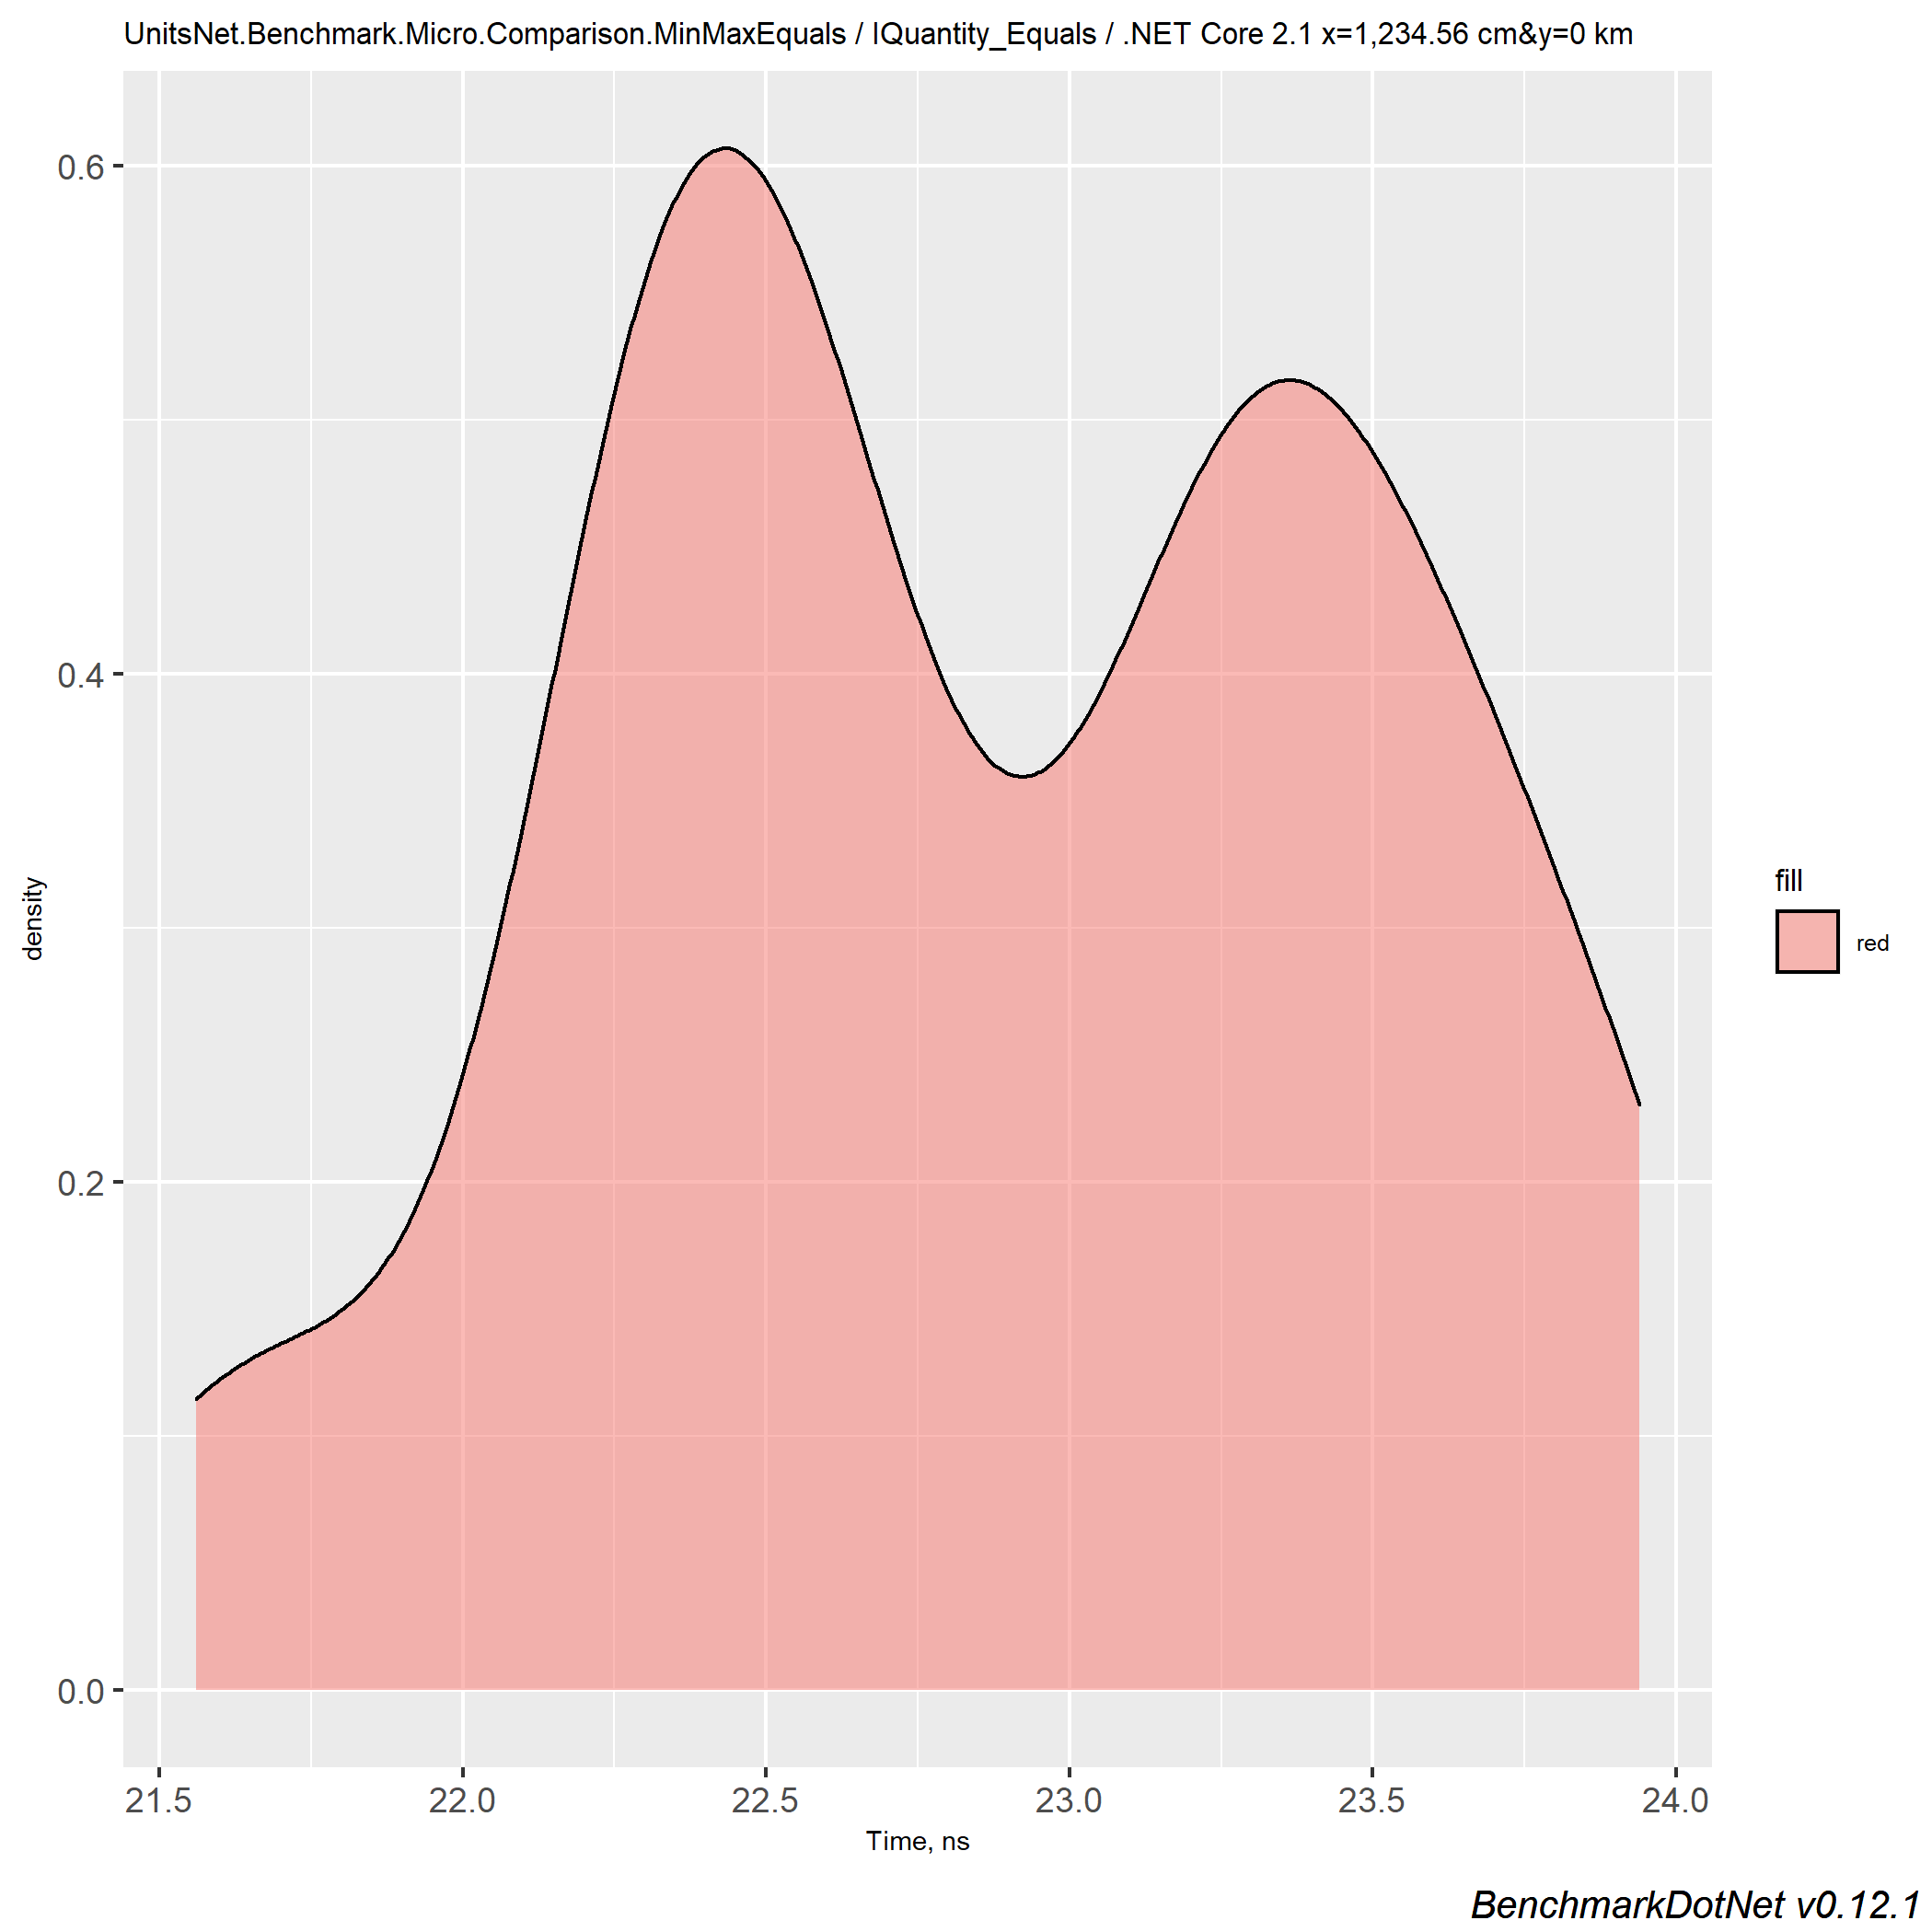 UnitsNet.Benchmark.Micro.Comparison.MinMaxEquals / IQuantity_Equals / .NET Core 2.1 x=1,234.56 cm&y=0 km
0.6
0.4
0.2
0.0
density
21.5 22.0 22.5 23.0 23.5 24.0
Time, ns
fill
red
BenchmarkDotNet v0.12.1